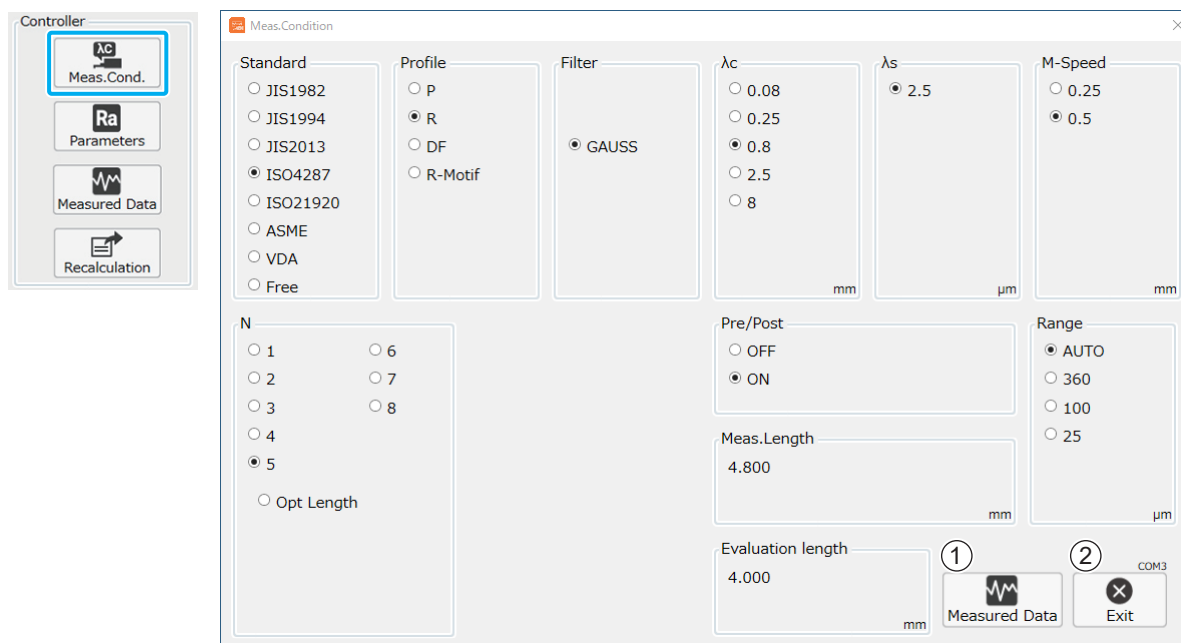 Controller
λc
Meas.Cond.
Ra
Parameters
Measured Data
Recalculation
Meas.Condition
Standard
JIS1982
JIS1994
JIS2013
ISO4287
ISO21920
ASME
VDA
Free
Profile
P
R
DF
R-Motif
Filter
GAUSS
λc
0.08
0.25
0.8
2.5
8
mm
λs
2.5
μm
M-Speed
0.25
0.5
mm
N
1
2
3
4
5
6
7
8
Opt Length
Pre/Post
OFF
ON
Range
AUTO
360
100
25
μm
Meas.Length
4.800
mm
Evaluation length
4.000
mm
1
Measured Data
2
COM3
Exit